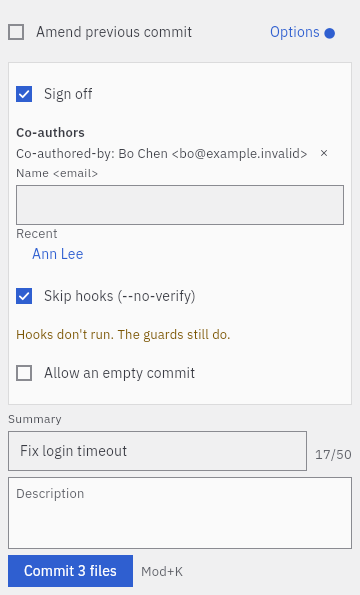 Amend previous commit
Options
Sign off
Co-authors
Co-authored-by: Bo Chen <bo@example.invalid> ×
Name <email>
Recent
Ann Lee
Skip hooks (--no-verify)
Hooks don't run. The guards still do.
Allow an empty commit
Summary
Fix login timeout
17/50
Description
Commit 3 files
Mod+K